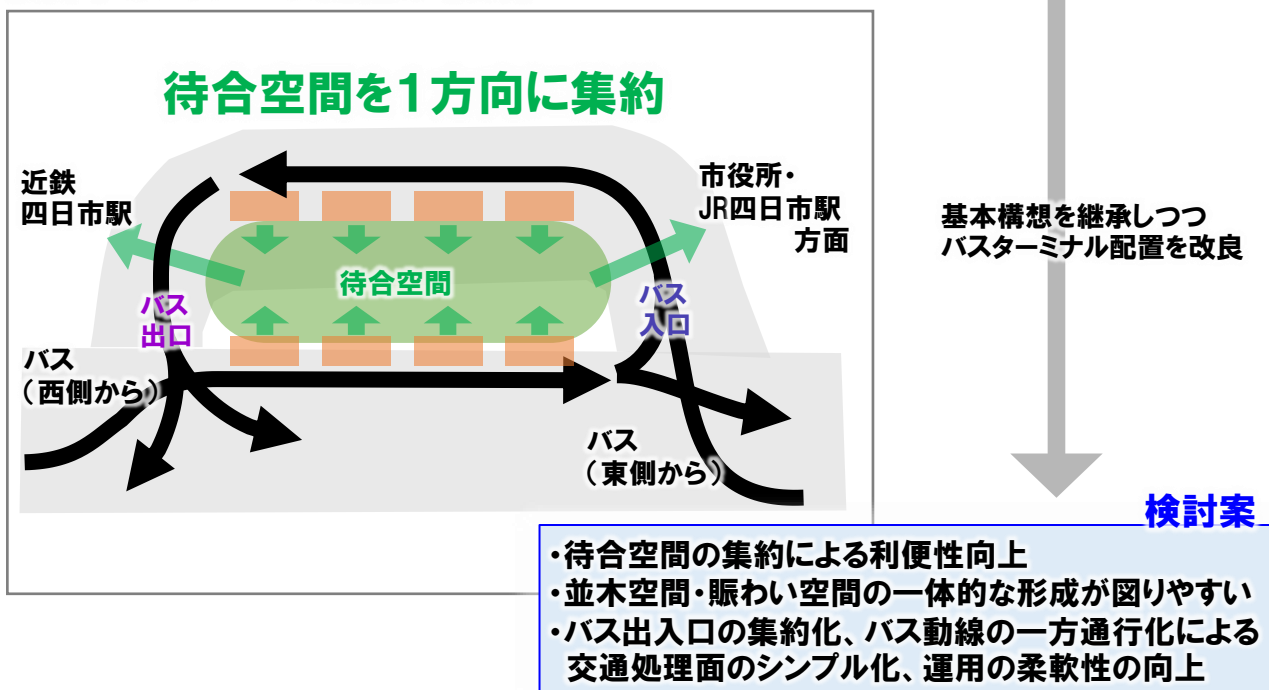 待合空間を1方向に集約
近鉄
四日市駅
市役所・
JR四日市駅
方面
待合空間
バス
出口
バス
入口
バス
（西側から）
バス
（東側から）
基本構想を継承しつつ
バスターミナル配置を改良
検討案
・待合空間の集約による利便性向上
・並木空間・賑わい空間の一体的な形成が図りやすい
・バス出入口の集約化、バス動線の一方通行化による
交通処理面のシンプル化、運用の柔軟性の向上